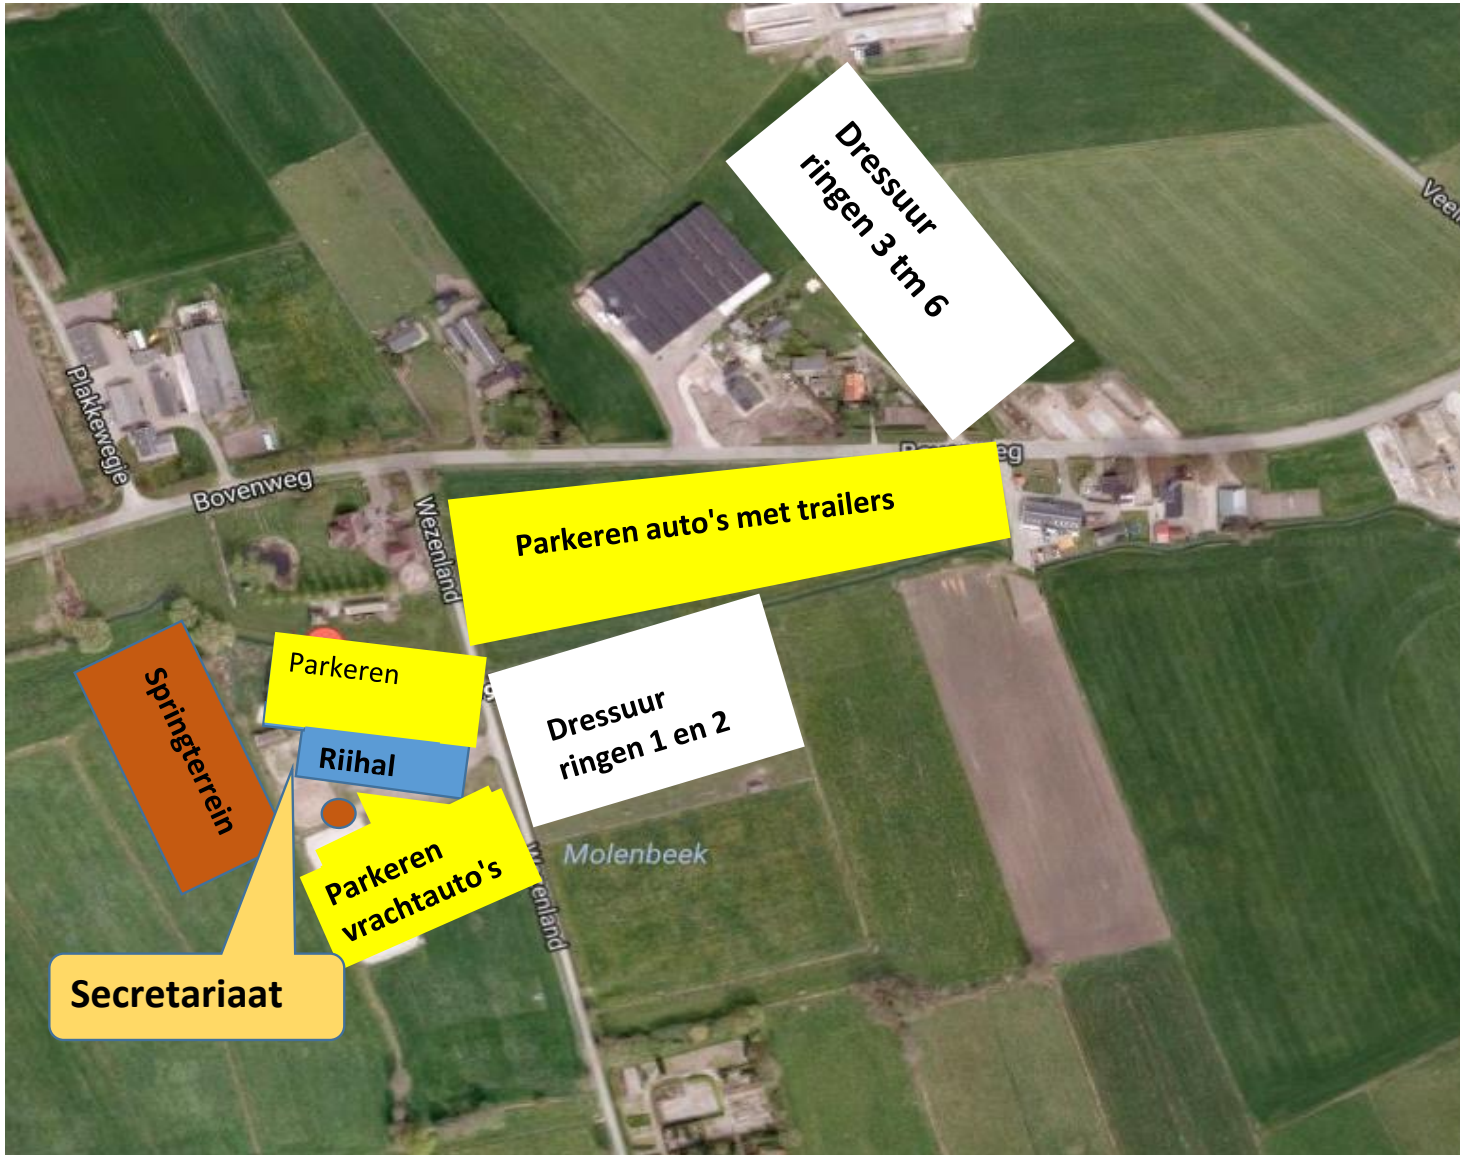 Dressuur
ringen 3 tm 6
Plakkewegje
Bovenweg
Wezenland
Parkeren auto's met trailers
Parkeren
Springterrein
Riihal
Dressuur
ringen 1 en 2
Molenbeek
Parkeren
vrachtauto's
Secretariaat